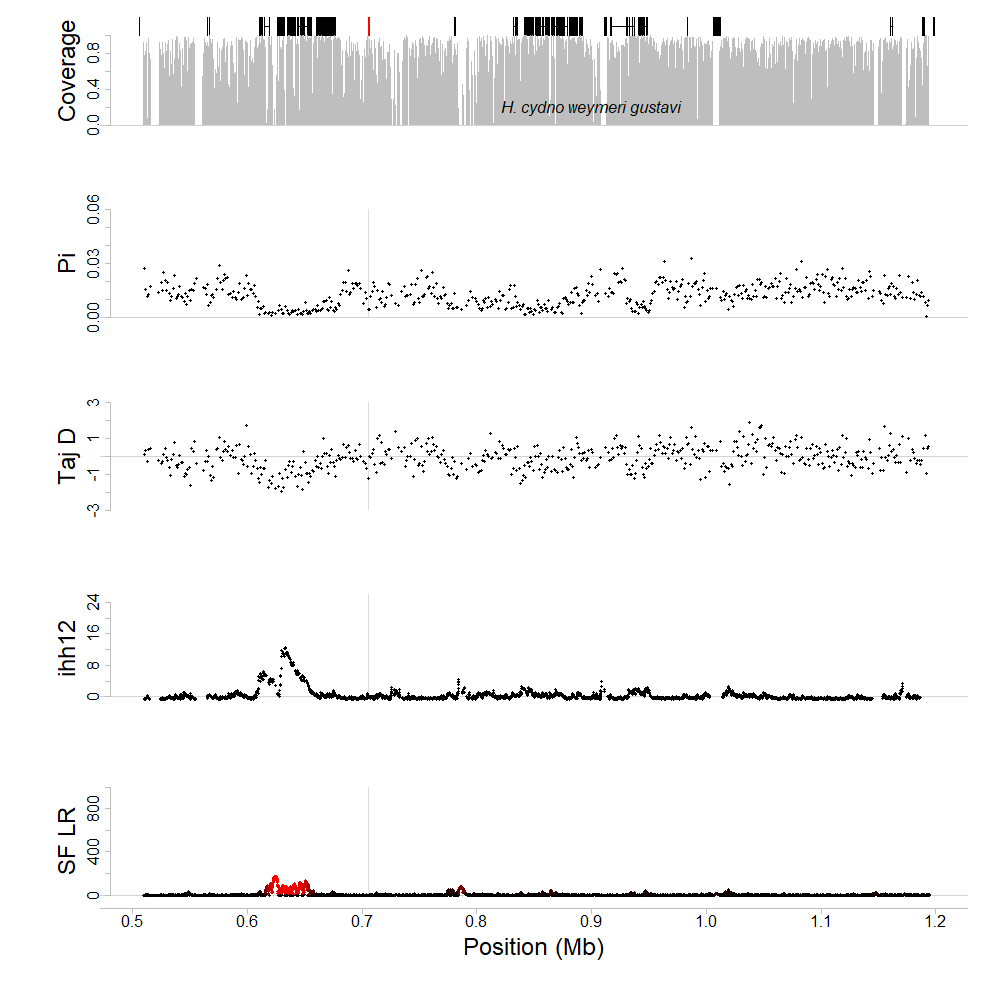 Coverage
0.0 0.4 0.8
H. cydno weymeri gustavi
Pi
0.00 0.03 0.06
Taj D
-3 -1 1 3
ihh12
0 8 16 24
SF LR
0 400 800
0.5 0.6 0.7 0.8 0.9 1.0 1.1 1.2
Position (Mb)